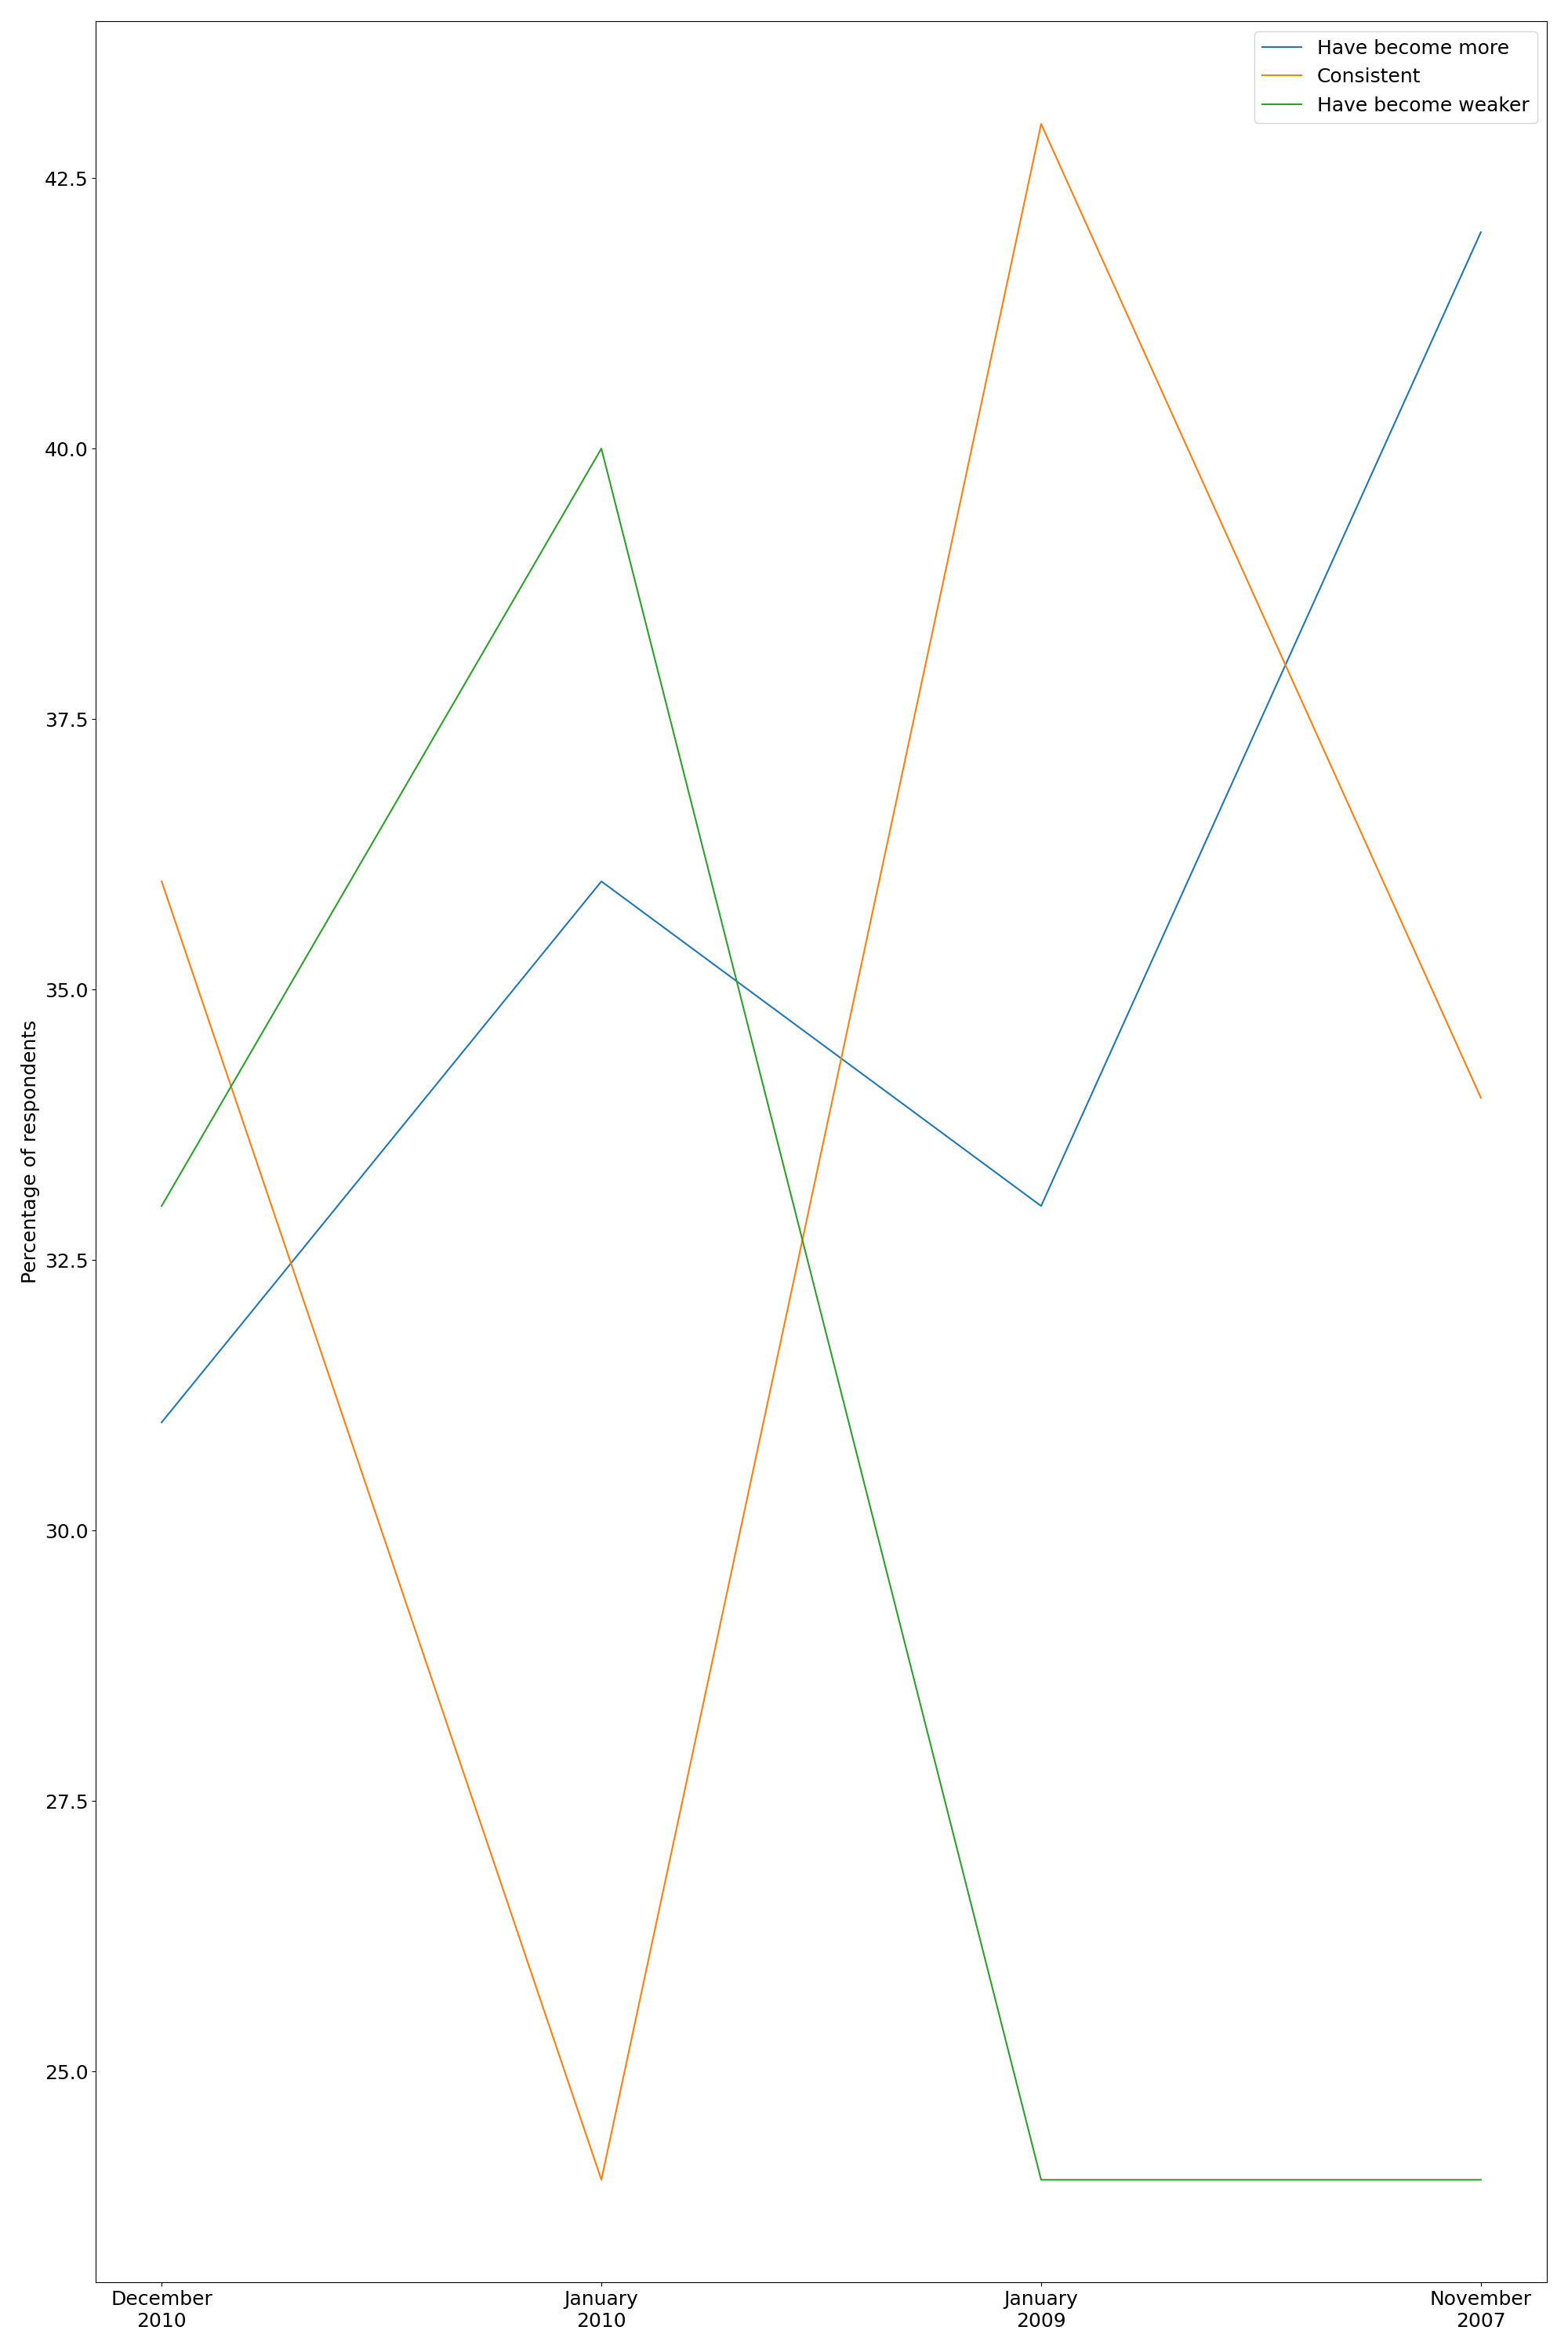 Have become more
Consistent
Have become weaker
Percentage of respondents
42.5
40.0
37.5
35.0
32.5
30.0
27.5
25.0
December
2010
January
2010
January
2009
November
2007